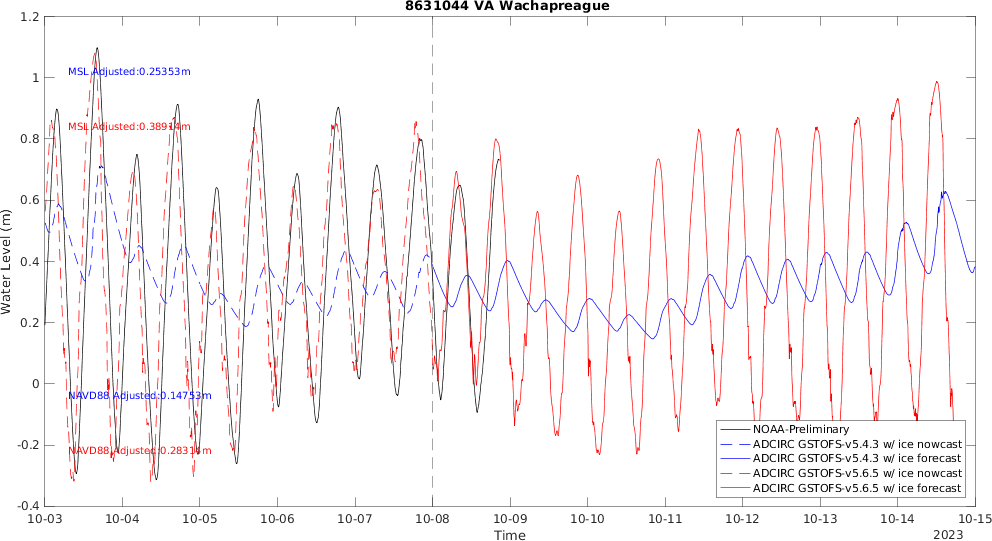 8631044 VA Wachapreague
1.2
1
0.8
0.6
0.4
0.2
0
-0.2
-0.4
Water Level (m)
MSL Adjusted:0.25353m
MSL Adjusted:0.38914m
NAVD88 Adjusted:0.14753m
NAVD88 Adjusted:0.28314m
NOAA-Preliminary
ADCIRC GSTOFS-v5.4.3 w/ ice nowcast
ADCIRC GSTOFS-v5.4.3 w/ ice forecast
ADCIRC GSTOFS-v5.6.5 w/ ice nowcast
ADCIRC GSTOFS-v5.6.5 w/ ice forecast
10-03 10-04 10-05 10-06 10-07 10-08 10-09 10-10 10-11 10-12 10-13 10-14 10-15
Time
2023